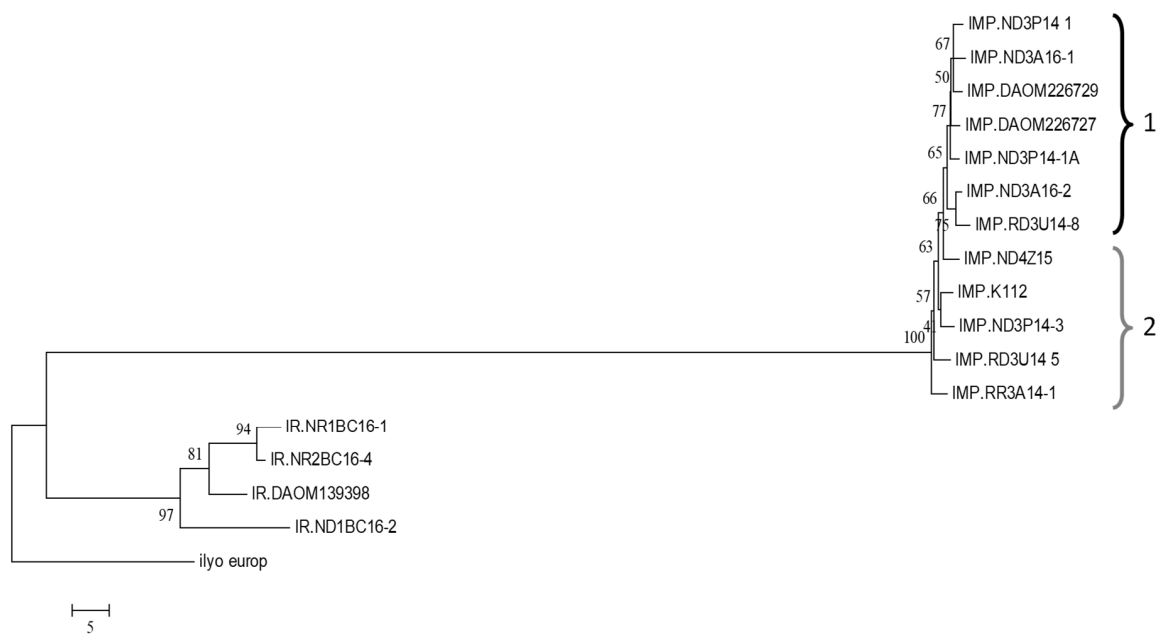 IMP.ND3P14 1
67
IMP.ND3A16-1
50
IMP.DAOM226729
77
IMP.DAOM226727
1
65
IMP.ND3P14-1A
66
IMP.ND3A16-2
75
IMP.RD3U14-8
63
IMP.ND4Z15
57
IMP.K112
41
IMP.ND3P14-3
2
100
IMP.RD3U14 5
IMP.RR3A14-1
94
IR.NR1BC16-1
81
IR.NR2BC16-4
IR.DAOM139398
97
IR.ND1BC16-2
ilyo europ
5